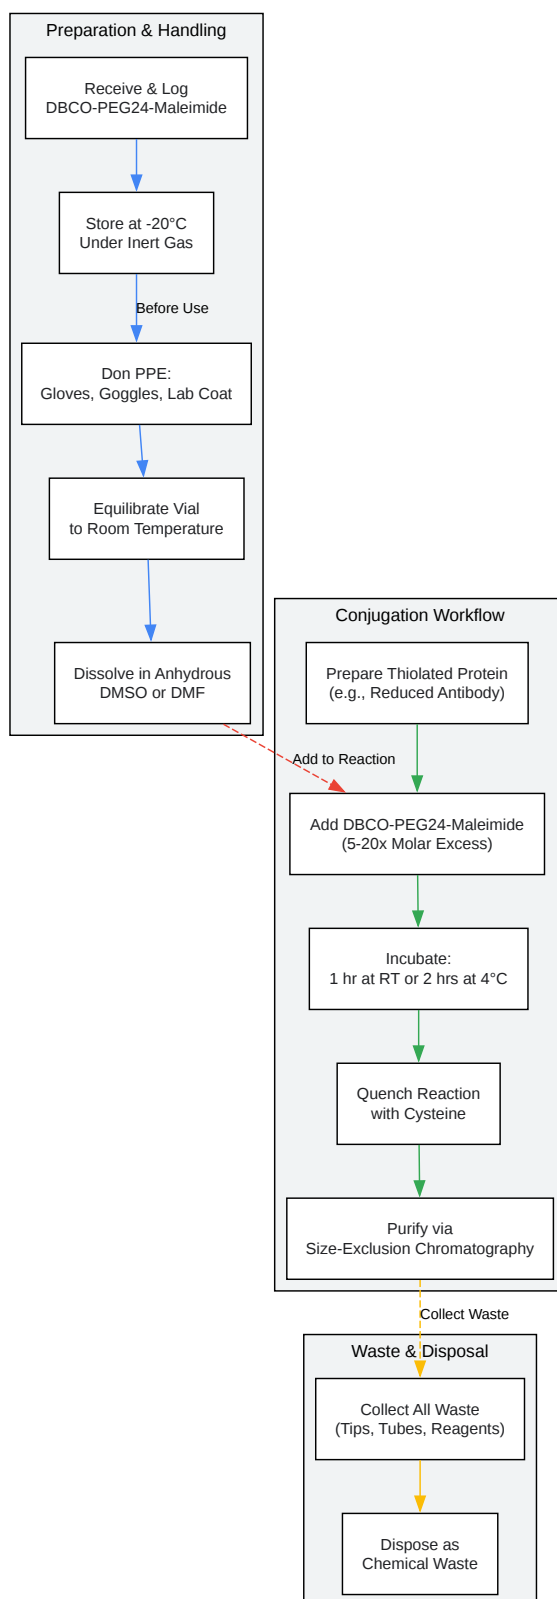 Preparation & Handling
Receive & Log
DBCO-PEG24-Maleimide
Store at -20°C
Under Inert Gas
Before Use
Don PPE:
Gloves, Goggles, Lab Coat
Equilibrate Vial
to Room Temperature
Dissolve in Anhydrous
DMSO or DMF
Conjugation Workflow
Prepare Thiolated Protein
(e.g., Reduced Antibody)
Add to Reaction
Add DBCO-PEG24-Maleimide
(5-20x Molar Excess)
Incubate:
1 hr at RT or 2 hrs at 4°C
Quench Reaction
with Cysteine
Purify via
Size-Exclusion Chromatography
Collect Waste
Waste & Disposal
Collect All Waste
(Tips, Tubes, Reagents)
Dispose as
Chemical Waste